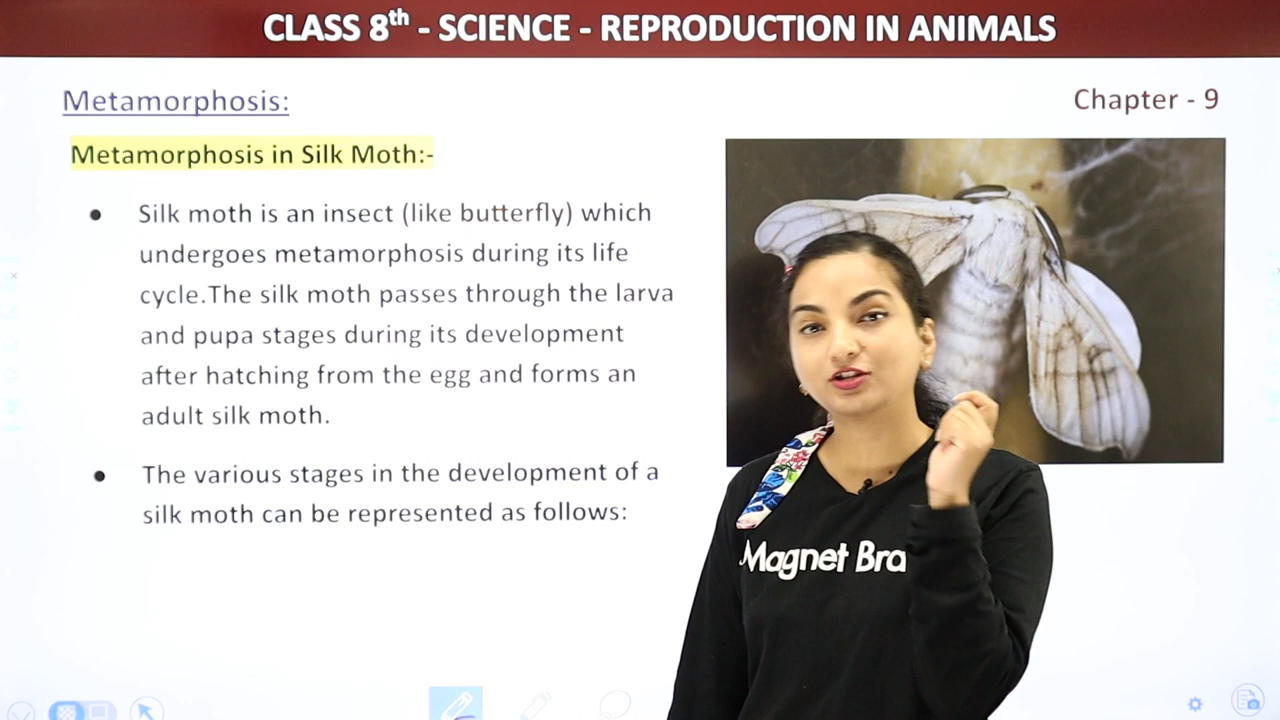 CLASS 8th - SCIENCE - REPRODUCTION IN ANIMALS
Metamorphosis:
Chapter - 9
Metamorphosis in Silk Moth:-
● Silk moth is an insect (like butterfly) which
undergoes metamorphosis during its life
cycle.The silk moth passes through the larva
and pupa stages during its development
after hatching from the egg and forms an
adult silk moth.
● The various stages in the development of a
silk moth can be represented as follows:
Magnet Bra